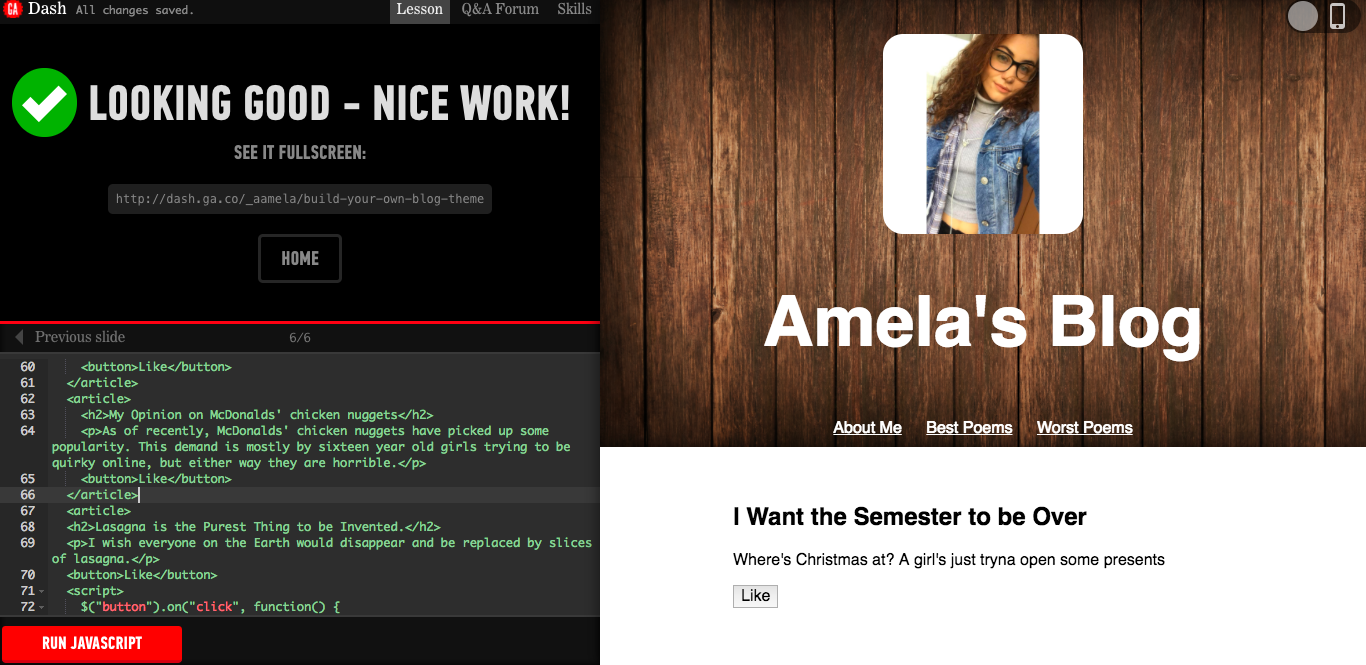 GA Dash All changes saved. Lesson Q&A Forum Skills
LOOKING GOOD - NICE WORK!
SEE IT FULLSCREEN:
http://dash.ga.co/_aamela/build-your-own-blog-theme
HOME
Previous slide 6/6
60 <button>Like</button>
61 </article>
62 <article>
63 <h2>My Opinion on McDonalds' chicken nuggets</h2>
64 <p>As of recently, McDonalds' chicken nuggets have picked up some
popularity. This demand is mostly by sixteen year old girls trying to be
quirky online, but either way they are horrible.</p>
65 <button>Like</button>
66 </article>
67 <article>
68 <h2>Lasagna is the Purest Thing to be Invented.</h2>
69 <p>I wish everyone on the Earth would disappear and be replaced by slices
of lasagna.</p>
70 <button>Like</button>
71 <script>
72 $("button").on("click", function() {
RUN JAVASCRIPT
Amela's Blog
About Me Best Poems Worst Poems
I Want the Semester to be Over
Where's Christmas at? A girl's just tryna open some presents
Like